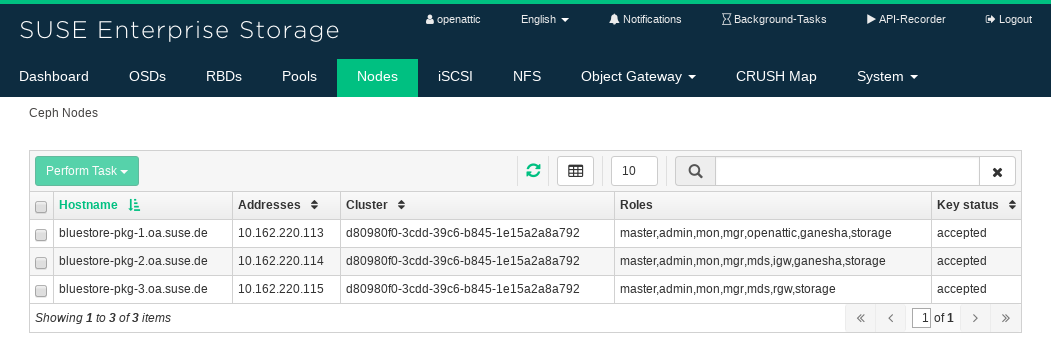 SUSE Enterprise Storage openattic English Notifications Background-Tasks API-Recorder Logout
Dashboard OSDs RBDs Pools Nodes iSCSI NFS Object Gateway CRUSH Map System
Ceph Nodes
Perform Task 10
Hostname Addresses Cluster Roles Key status
bluestore-pkg-1.oa.suse.de 10.162.220.113 d80980f0-3cdd-39c6-b845-1e15a2a8a792 master,admin,mon,mgr,openattic,ganesha,storage accepted
bluestore-pkg-2.oa.suse.de 10.162.220.114 d80980f0-3cdd-39c6-b845-1e15a2a8a792 master,admin,mon,mgr,mds,igw,ganesha,storage accepted
bluestore-pkg-3.oa.suse.de 10.162.220.115 d80980f0-3cdd-39c6-b845-1e15a2a8a792 master,admin,mon,mgr,mds,rgw,storage accepted
Showing 1 to 3 of 3 items 1 of 1